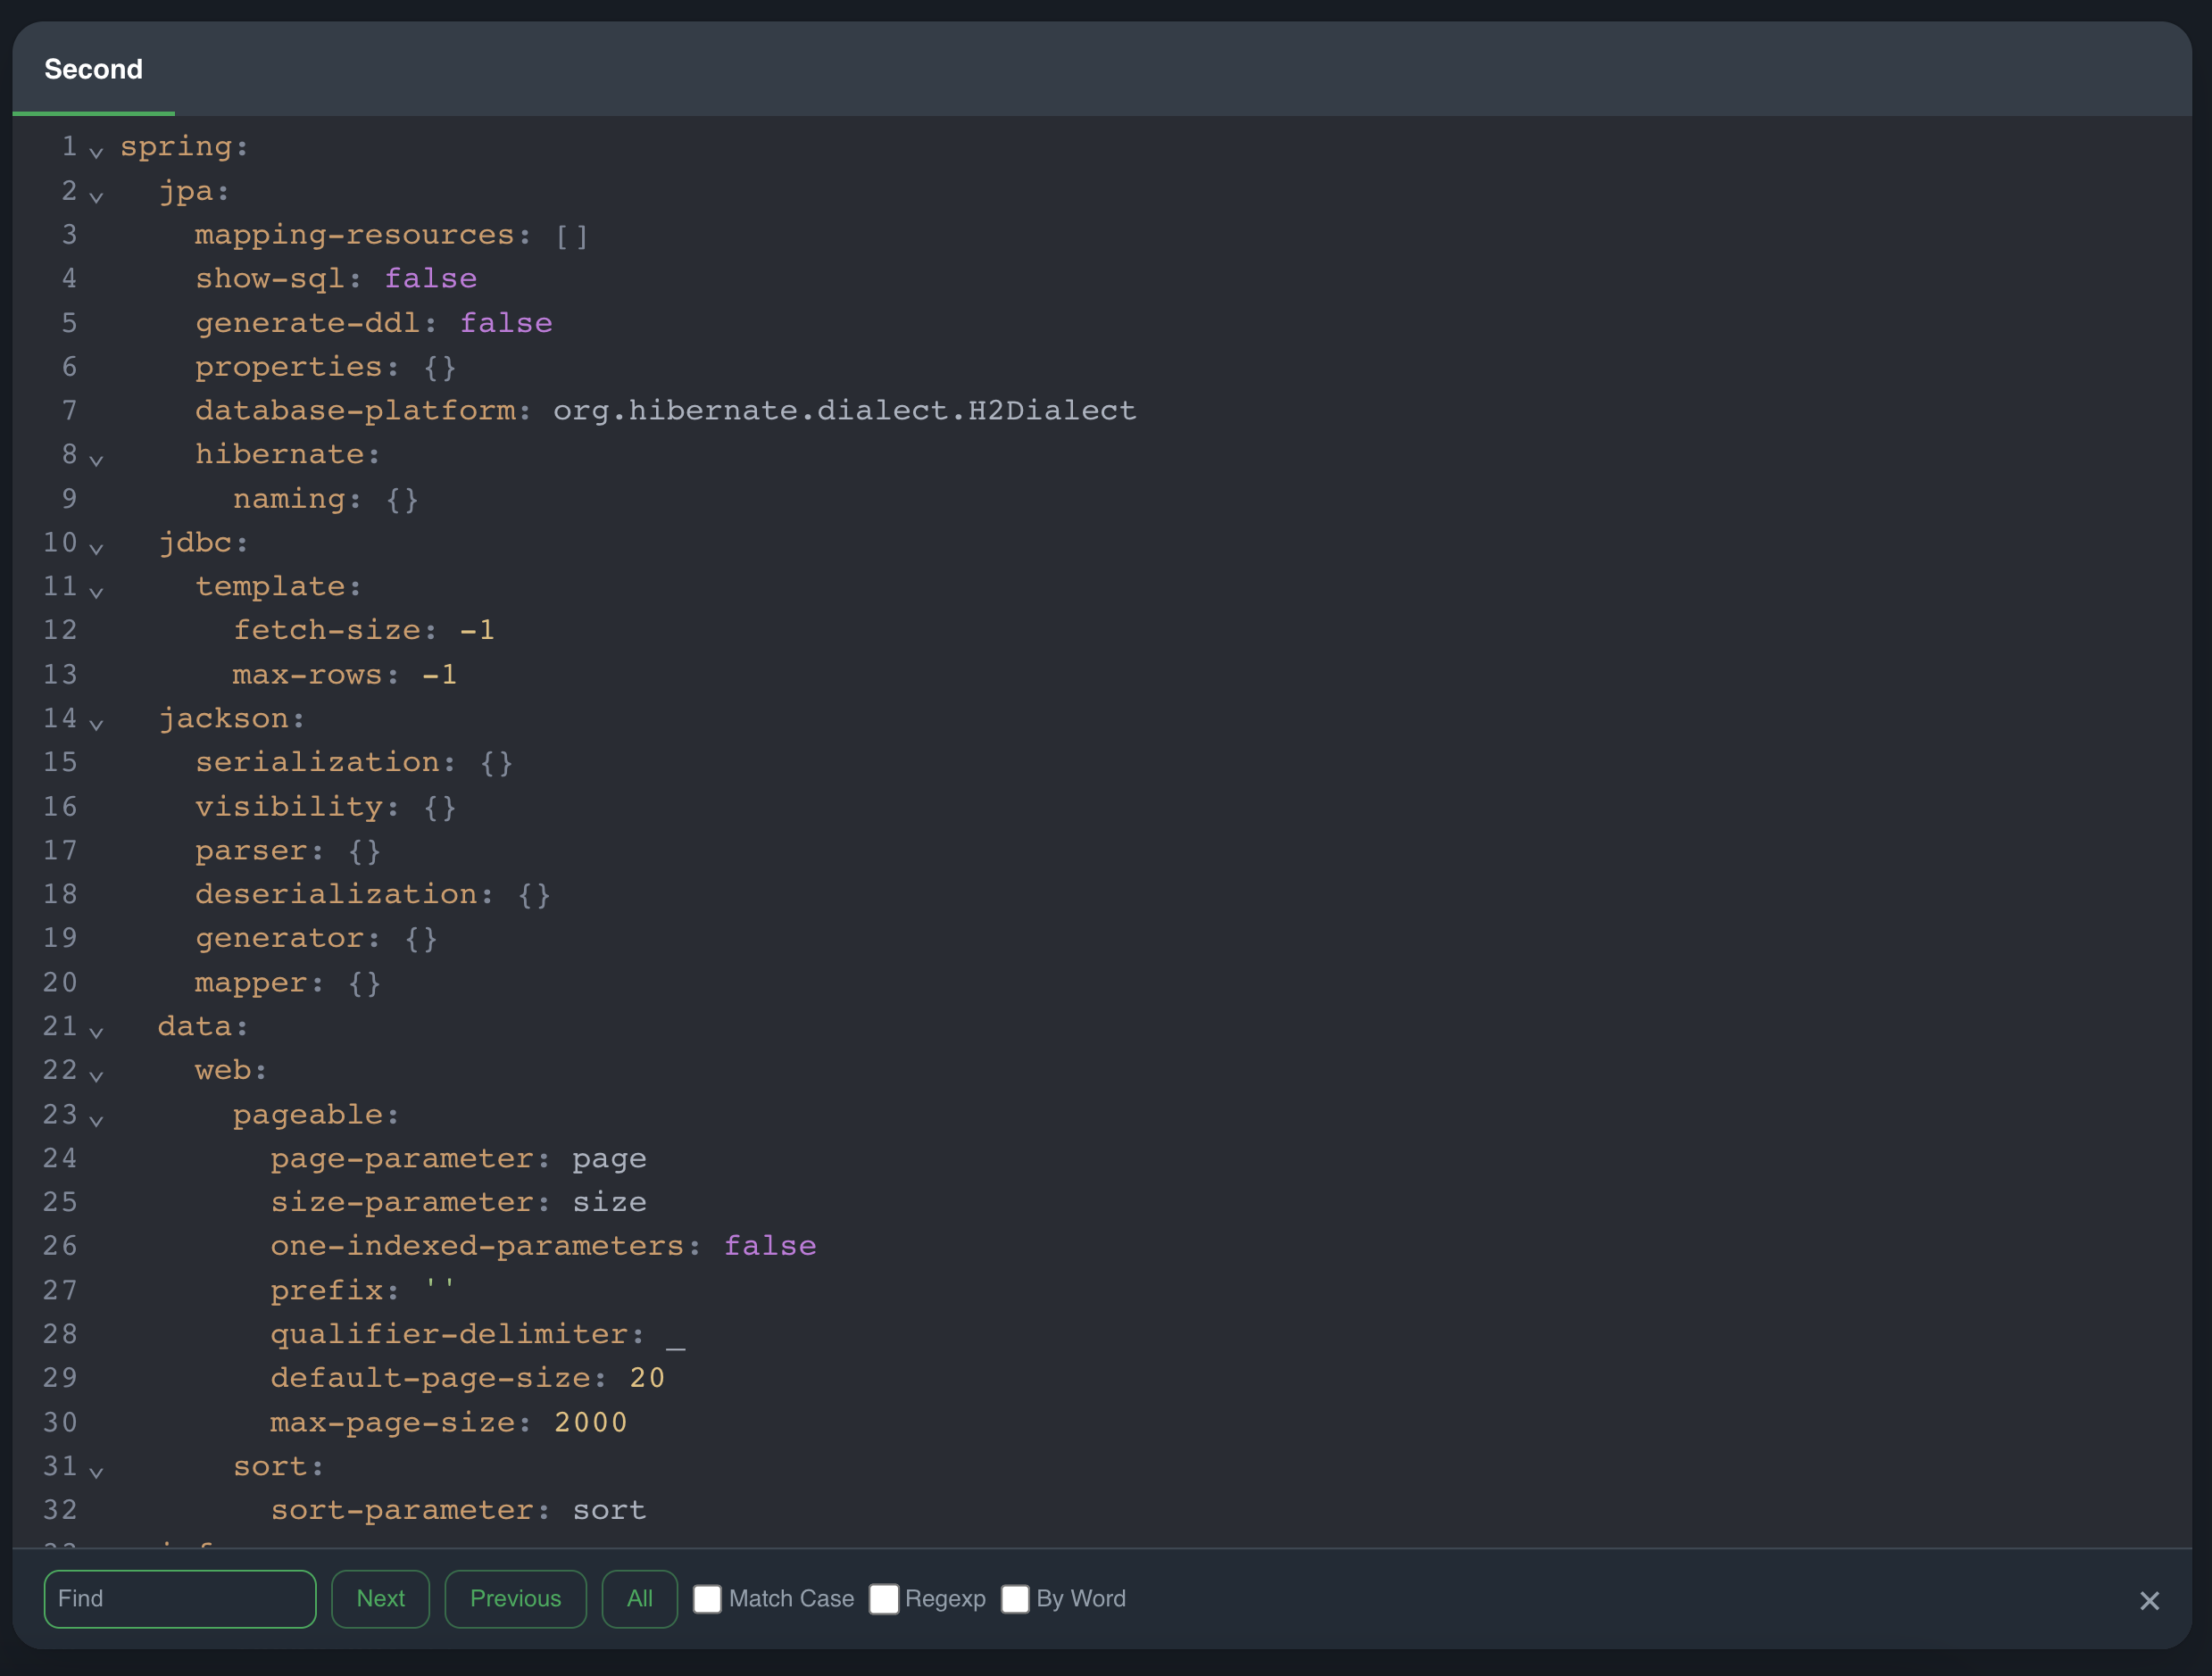 Second
1 spring:
2   jpa:
3     mapping-resources: []
4     show-sql: false
5     generate-ddl: false
6     properties: {}
7     database-platform: org.hibernate.dialect.H2Dialect
8     hibernate:
9       naming: {}
10   jdbc:
11     template:
12       fetch-size: -1
13       max-rows: -1
14   jackson:
15     serialization: {}
16     visibility: {}
17     parser: {}
18     deserialization: {}
19     generator: {}
20     mapper: {}
21   data:
22     web:
23       pageable:
24         page-parameter: page
25         size-parameter: size
26         one-indexed-parameters: false
27         prefix: ''
28         qualifier-delimiter: _
29         default-page-size: 20
30         max-page-size: 2000
31       sort:
32         sort-parameter: sort
Find Next Previous All Match Case Regexp By Word